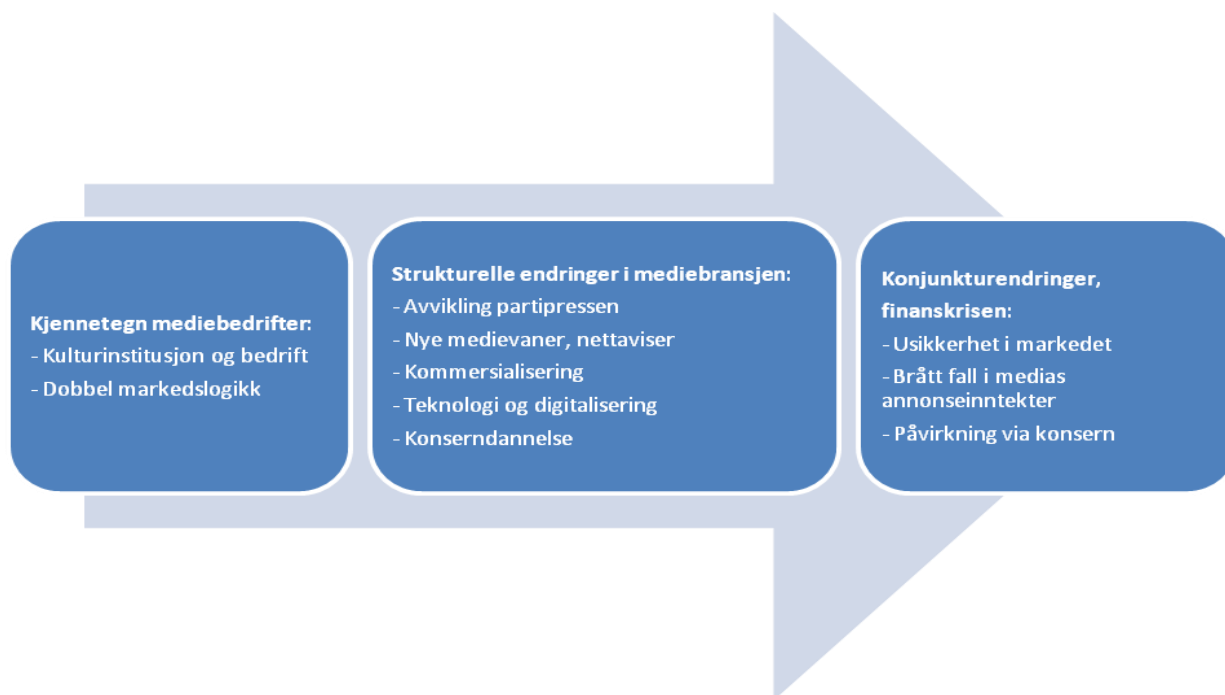 Kjennetegn mediebedrifter:
- Kulturinstitusjon og bedrift
- Dobbel markedslogikk
Strukturelle endringer i mediebransjen:
- Avvikling partipressen
- Nye medievaner, nettaviser
- Kommersialisering
- Teknologi og digitalisering
- Konserndannelse
Konjunkturendringer,
finanskrisen:
- Usikkerhet i markedet
- Brått fall i medias
annonseinntekter
- Påvirkning via konsern